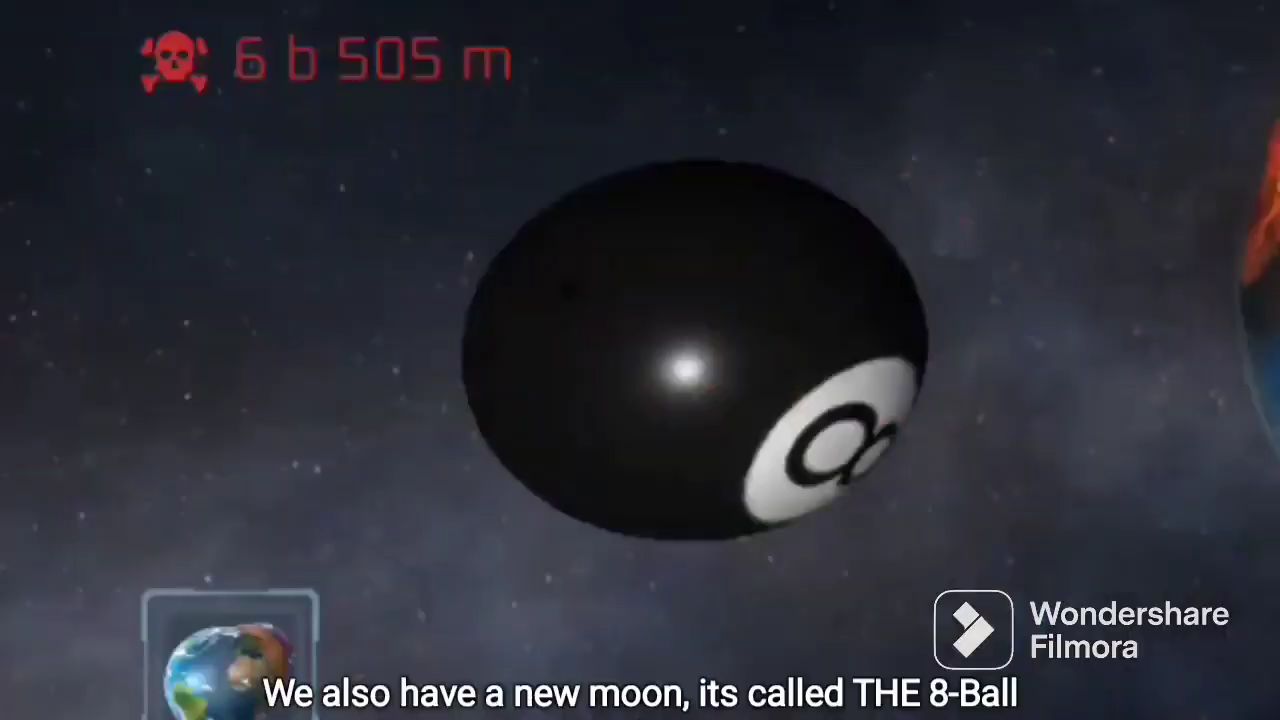 6 b 505 m
8
Wondershare
Filmora
We also have a new moon, its called THE 8-Ball